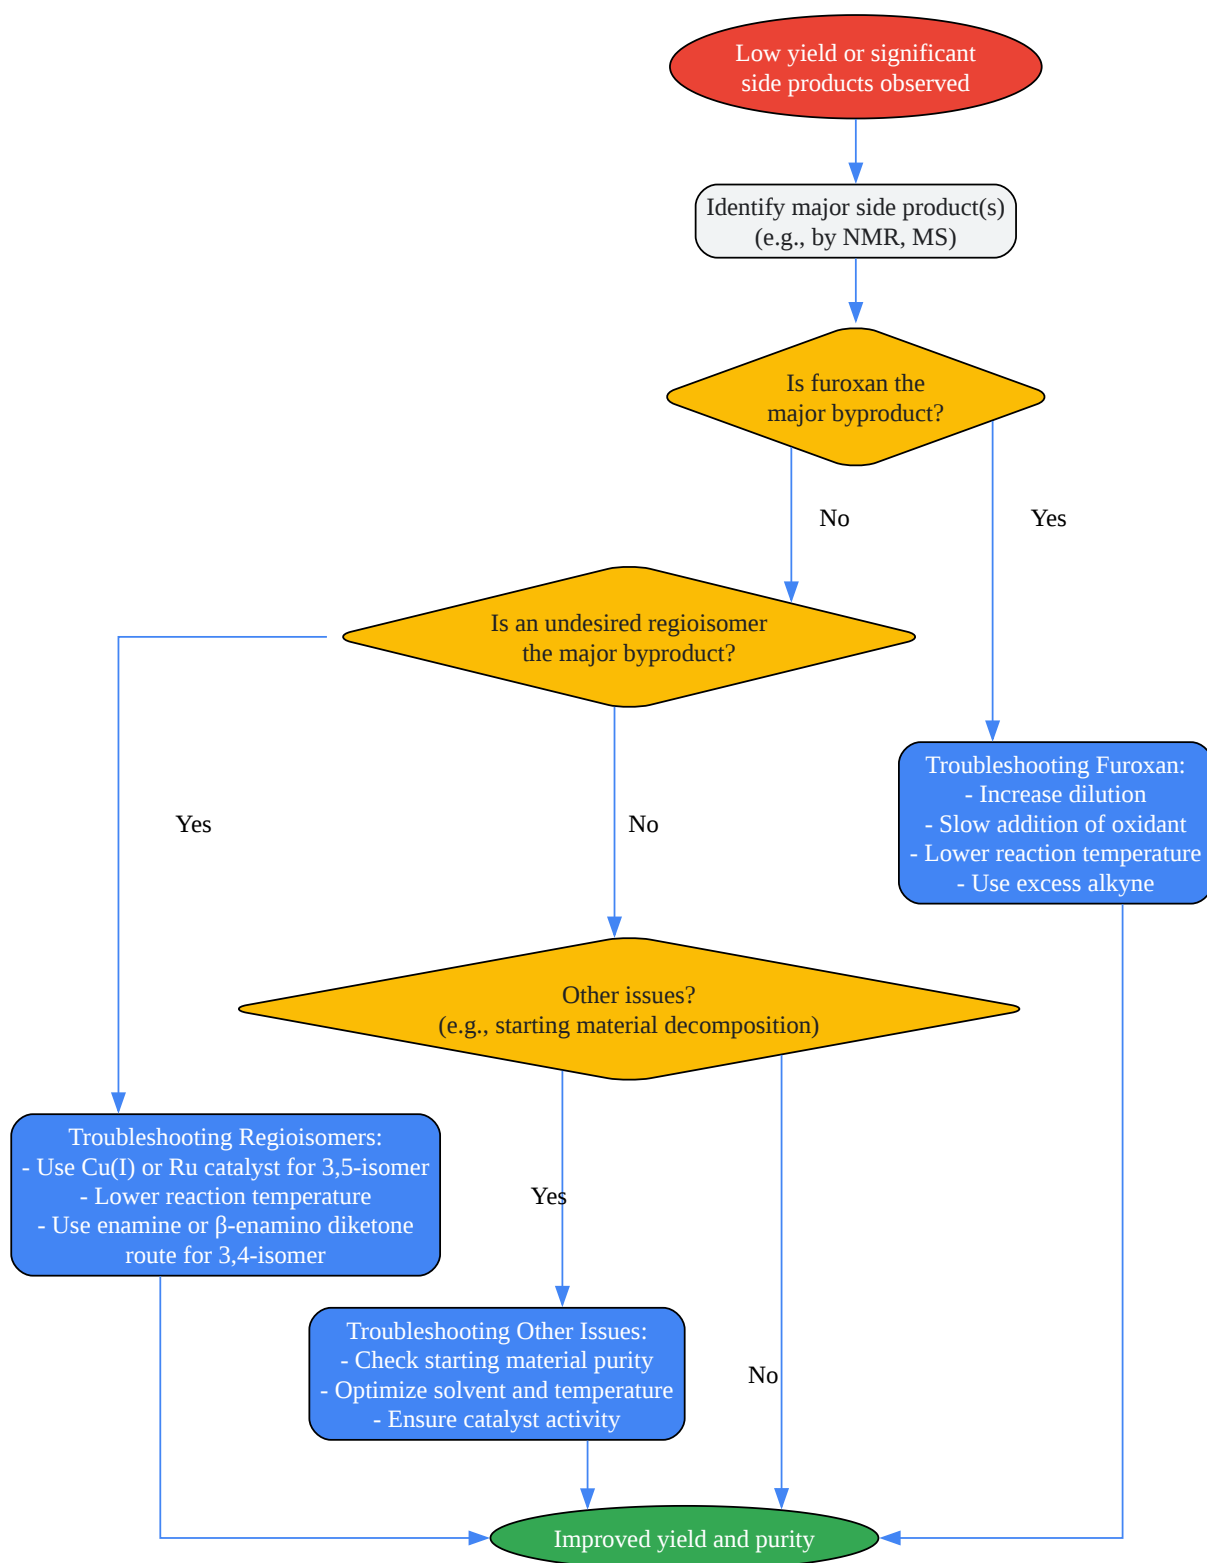 Low yield or significant
side products observed
Identify major side product(s)
(e.g., by NMR, MS)
Is furoxan the
major byproduct?
No
Yes
Is an undesired regioisomer
the major byproduct?
Yes
No
Troubleshooting Furoxan:
- Increase dilution
- Slow addition of oxidant
- Lower reaction temperature
- Use excess alkyne
Other issues?
(e.g., starting material decomposition)
Troubleshooting Regioisomers:
- Use Cu(I) or Ru catalyst for 3,5-isomer
- Lower reaction temperature
- Use enamine or β-enamino diketone
route for 3,4-isomer
Yes
No
Troubleshooting Other Issues:
- Check starting material purity
- Optimize solvent and temperature
- Ensure catalyst activity
Improved yield and purity